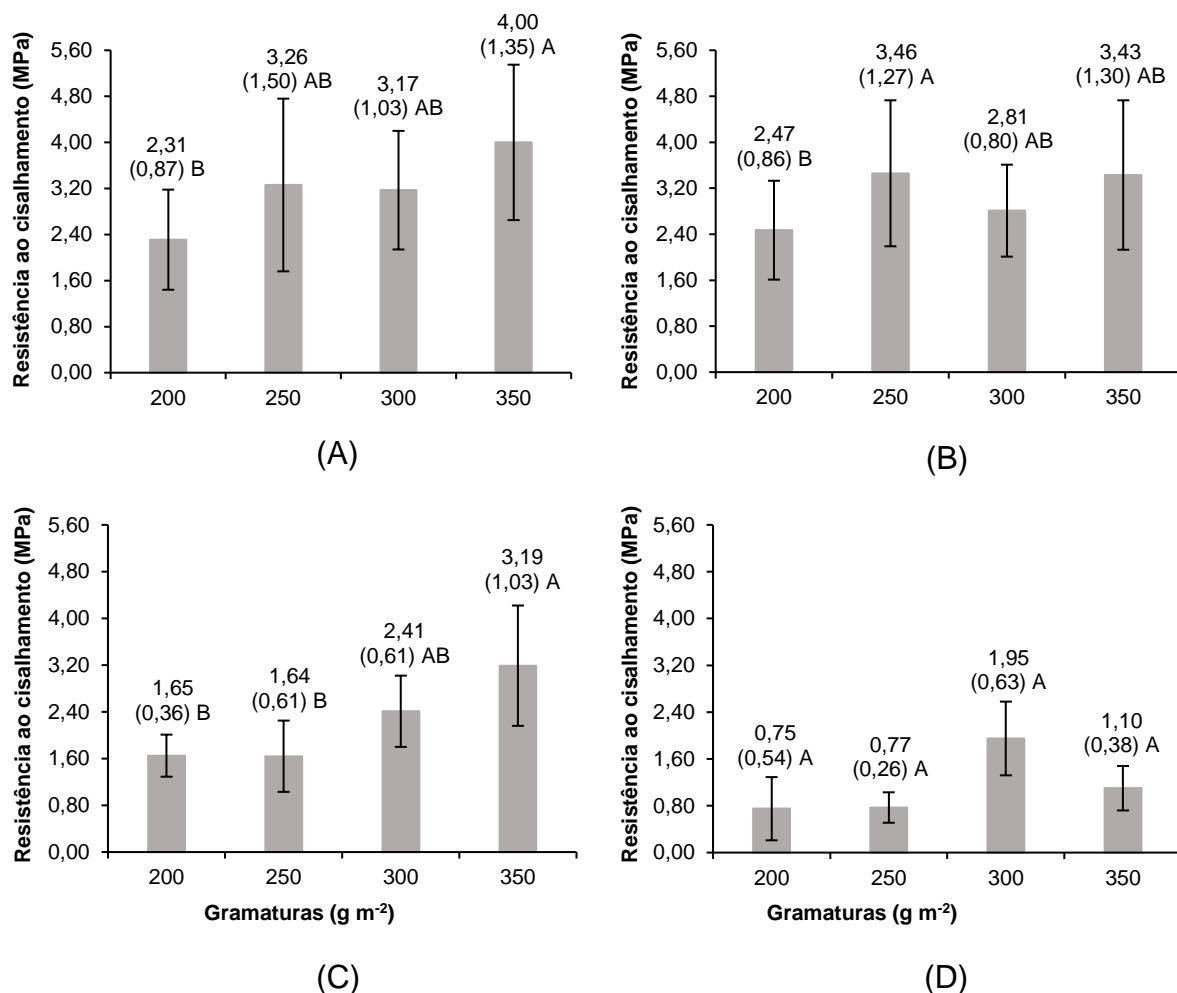 Resistência ao cisalhamento (MPa)
5,60
4,80
4,00
3,20
2,40
1,60
0,80
0,00
2,31
(0,87) B
3,26
(1,50) AB
3,17
(1,03) AB
4,00
(1,35) A
200
250
300
350
(A)
Resistência ao cisalhamento (MPa)
5,60
4,80
4,00
3,20
2,40
1,60
0,80
0,00
2,47
(0,86) B
3,46
(1,27) A
2,81
(0,80) AB
3,43
(1,30) AB
200
250
300
350
(B)
Resistência ao cisalhamento (MPa)
5,60
4,80
4,00
3,20
2,40
1,60
0,80
0,00
1,65
(0,36) B
1,64
(0,61) B
2,41
(0,61) AB
3,19
(1,03) A
200
250
300
350
Gramaturas (g m⁻²)
(C)
Resistência ao cisalhamento (MPa)
5,60
4,80
4,00
3,20
2,40
1,60
0,80
0,00
0,75
(0,54) A
0,77
(0,26) A
1,95
(0,63) A
1,10
(0,38) A
200
250
300
350
Gramaturas (g m⁻²)
(D)